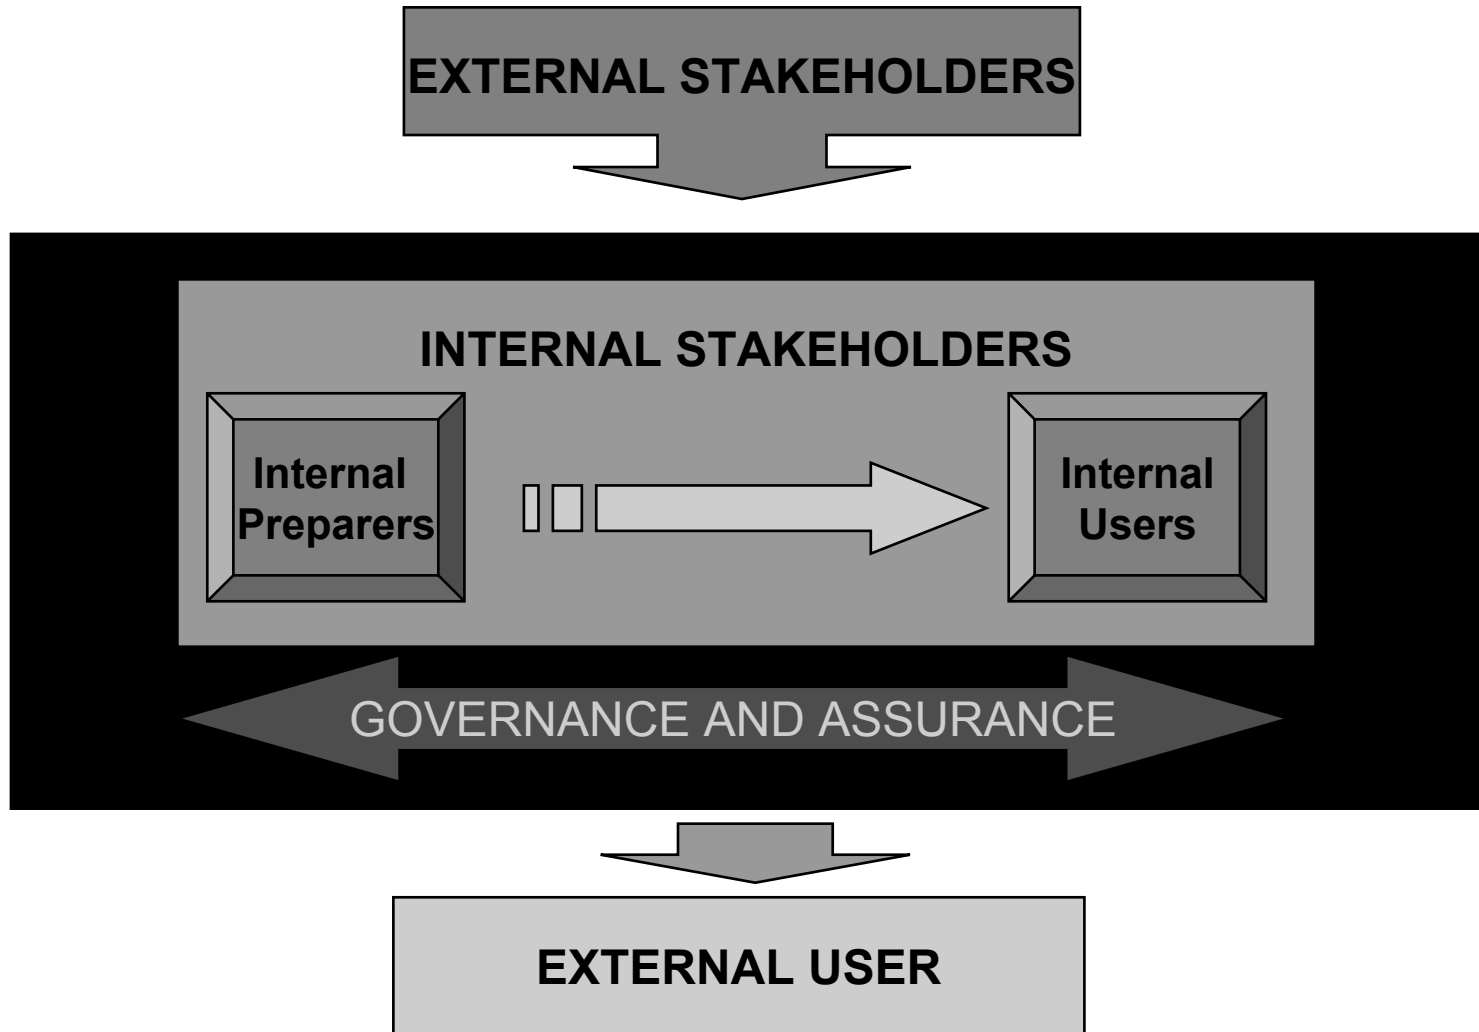 EXTERNAL STAKEHOLDERS
INTERNAL STAKEHOLDERS
Internal
Preparers
Internal
Users
GOVERNANCE AND ASSURANCE
EXTERNAL USER